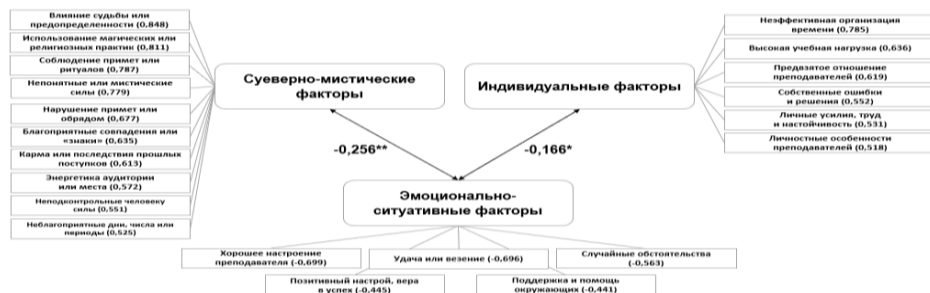 Влияние судьбы или
предопределенности (0,848)
Использование магических или
религиозных практик (0,811)
Соблюдение примет или
ритуалов (0,787)
Непонятные или мистические
силы (0,779)
Нарушение примет или
обрядом (0,677)
Благоприятные совпадения или
«знаки» (0,635)
Карма или последствия прошлых
поступков (0,613)
Энергетика аудитории
или места (0,572)
Неподконтрольные человеку
силы (0,551)
Неблагоприятные дни, числа или
периоды (0,525)
Суеверно-мистические
факторы
Индивидуальные факторы
Неэффективная организация
времени (0,785)
Высокая учебная нагрузка (0,636)
Предвзятое отношение
преподавателей (0,619)
Собственные ошибки
и решения (0,552)
Личные усилия, труд
и настойчивость (0,531)
Личностные особенности
преподавателей (0,518)
-0,256**
-0,166*
Эмоционально-
ситуативные факторы
Хорошее настроение
преподавателя (-0,699)
Удача или везение (-0,696)
Случайные обстоятельства
(-0,563)
Позитивный настрой, вера
в успех (-0,445)
Поддержка и помощь
окружающих (-0,441)